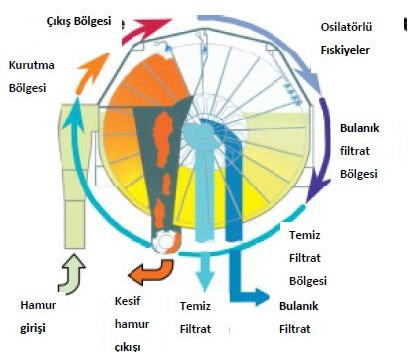 Çıkış Bölgesi
Osilatörlü
Fıskiyeler
Kurutma
Bölgesi
Bulanık
filtrat
Bölgesi
Temiz
Filtrat
Bölgesi
Hamur
girişi
Kesif
hamur
çıkışı
Temiz
Filtrat
Bulanık
Filtrat